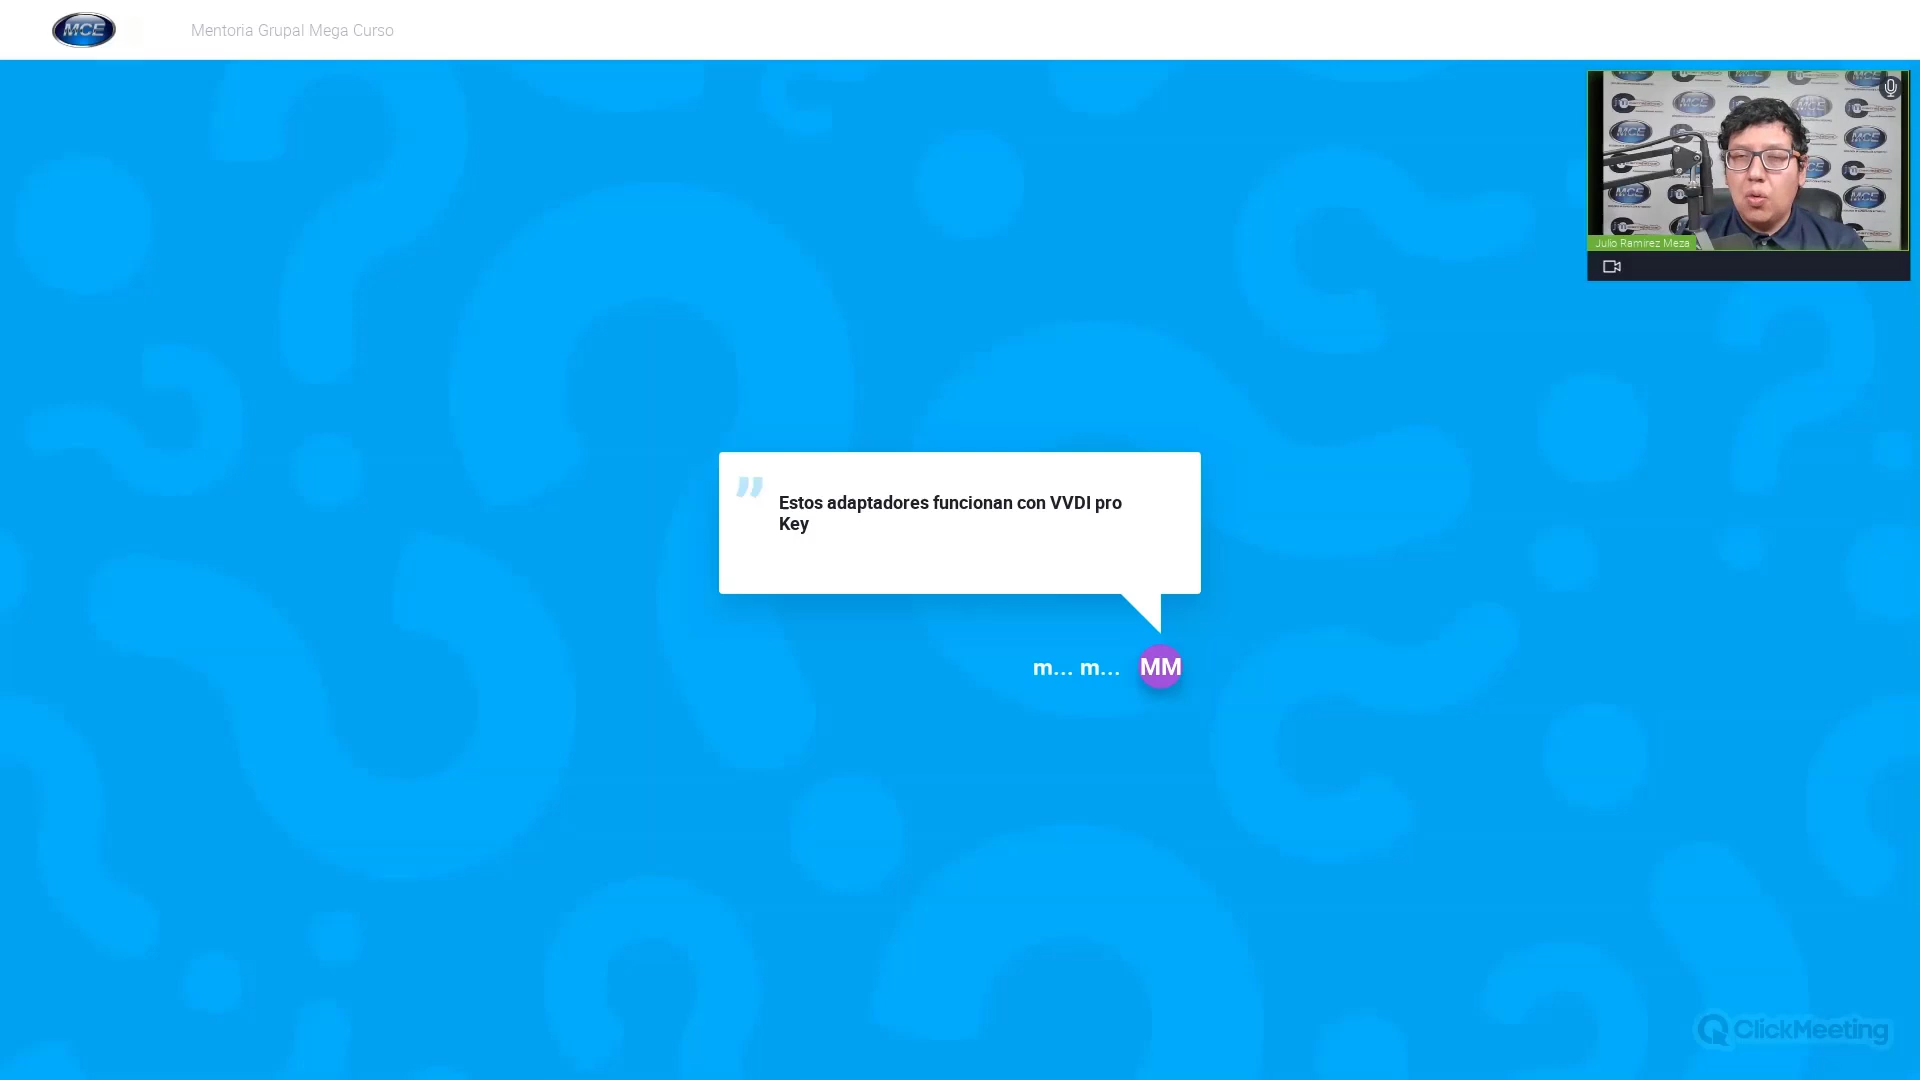 MCE
Mentoria Grupal Mega Curso
Julio Ramirez Meza
Estos adaptadores funcionan con VVDI pro
Key
m... m...
MM
ClickMeeting